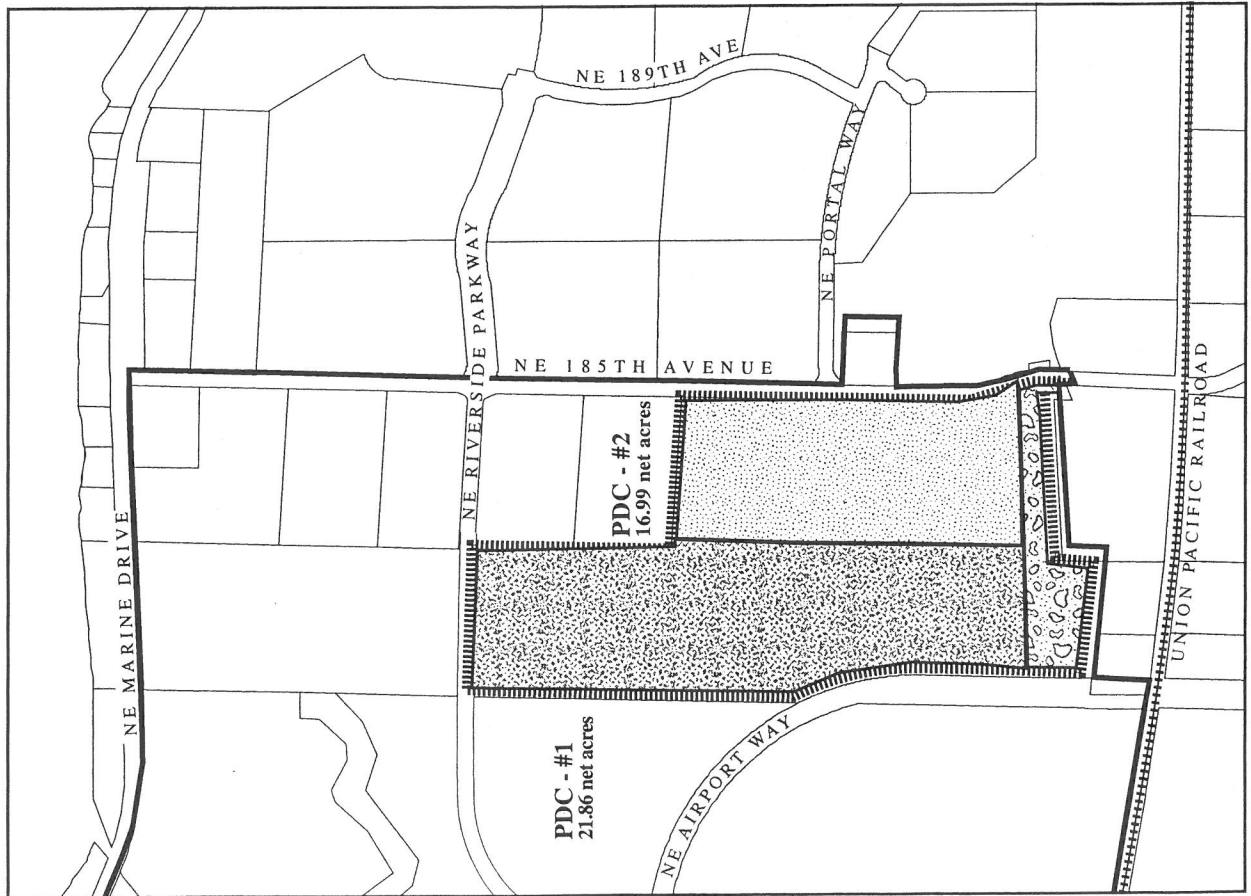 NE 189TH AVE
NE PORTAL WAY
NE RIVERSIDE PARKWAY
NE 185TH AVENUE
PDC - #2
16.99 net acres
NE MARINE DRIVE
UNION PACIFIC RAILROAD
PDC - #1
21.86 net acres
NE AIRPORT WAY